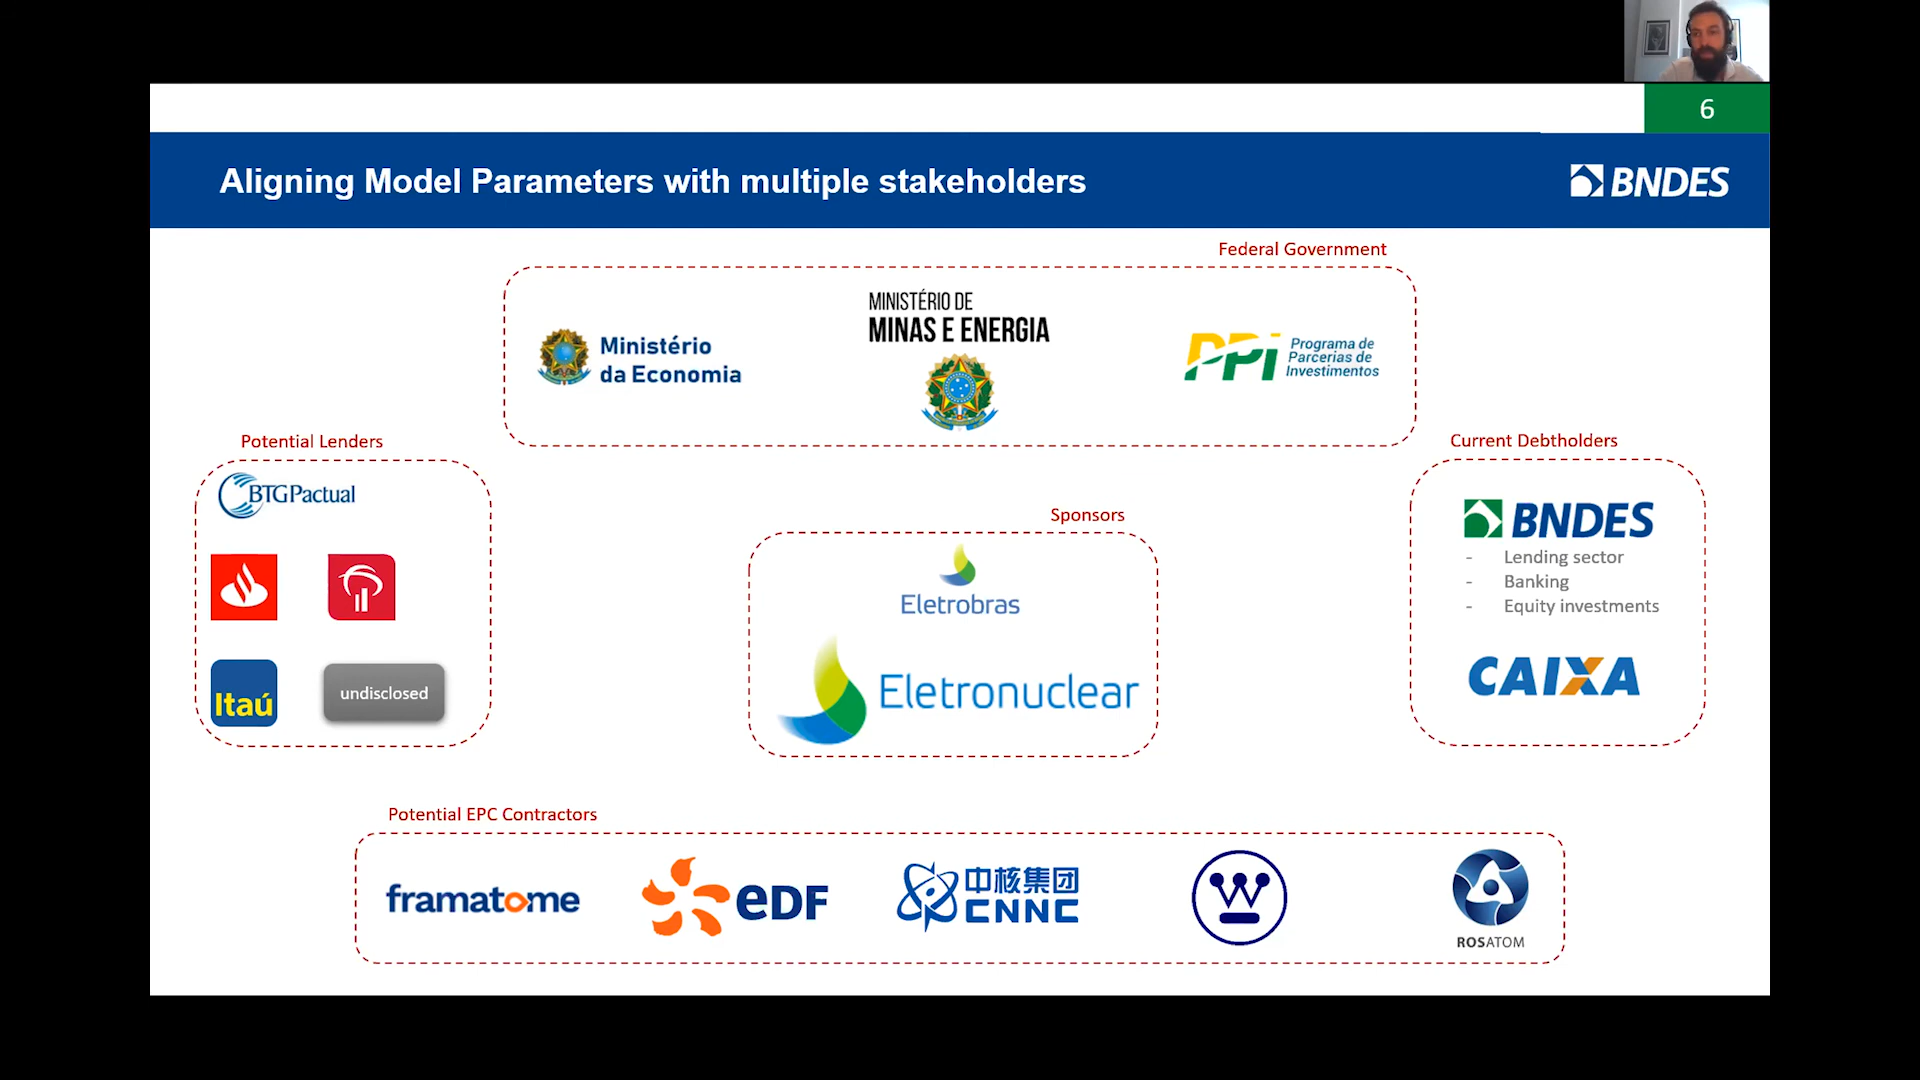 6
Aligning Model Parameters with multiple stakeholders
BNDES
Federal Government
Ministério
da Economia
MINISTÉRIO DE
MINAS E ENERGIA
PPi
Programa de
Parcerias de
Investimentos
Potential Lenders
BTGPactual
Itaú
undisclosed
Sponsors
Eletrobras
Eletronuclear
Current Debtholders
BNDES
- Lending sector
- Banking
- Equity investments
CAIXA
Potential EPC Contractors
framatome
eDF
中核集团
CNNC
W
ROSATOM